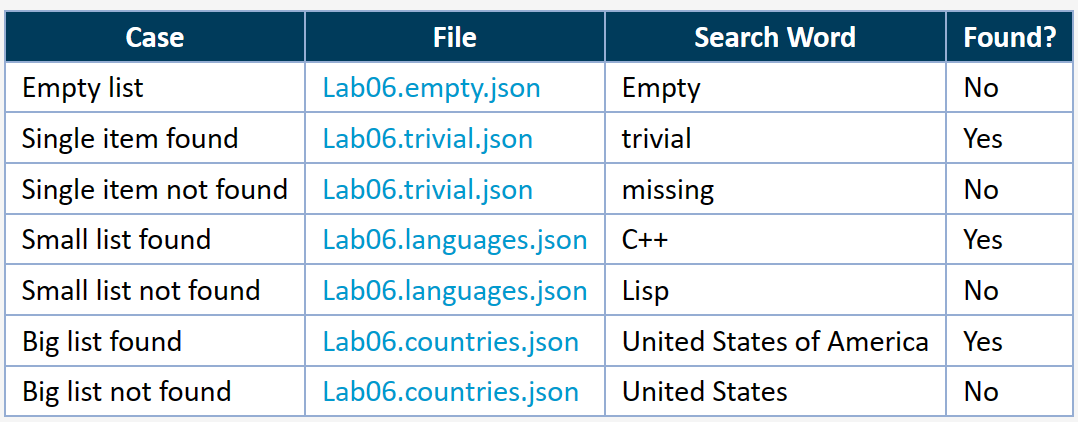 Case File Search Word Found?
Empty list Lab06.empty.json Empty No
Single item found Lab06.trivial.json trivial Yes
Single item not found Lab06.trivial.json missing No
Small list found Lab06.languages.json C++ Yes
Small list not found Lab06.languages.json Lisp No
Big list found Lab06.countries.json United States of America Yes
Big list not found Lab06.countries.json United States No